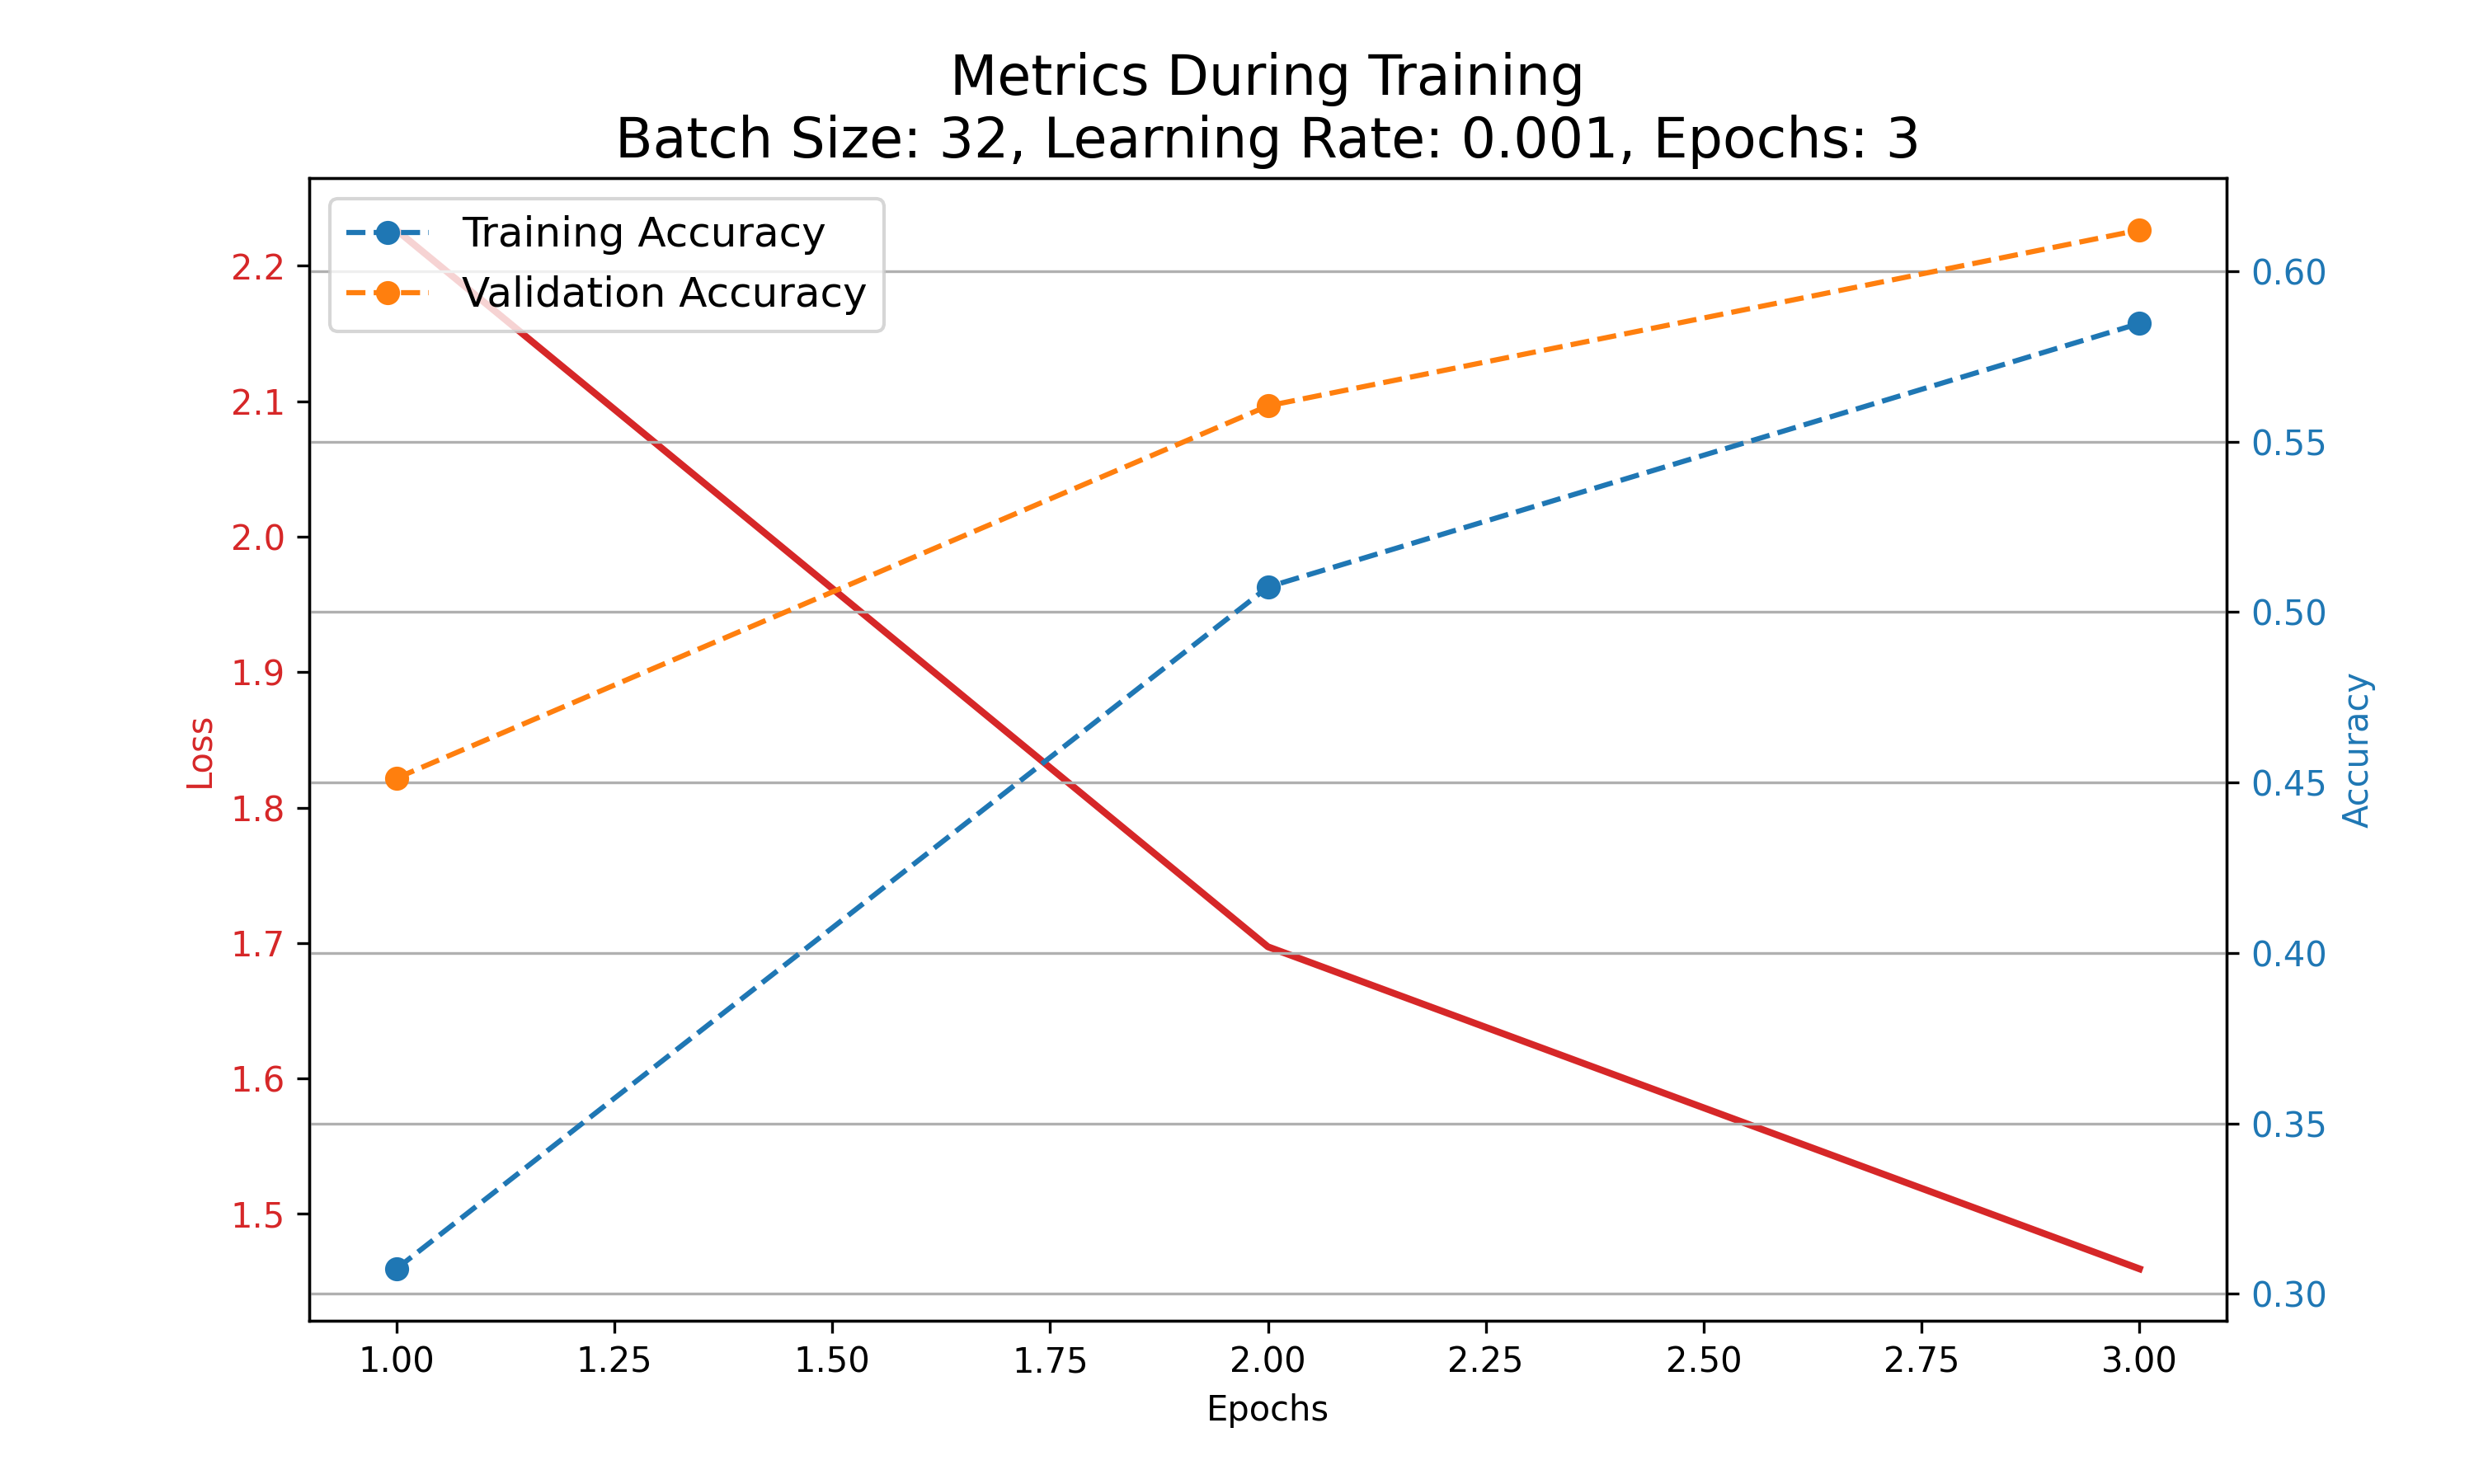 Metrics During Training
Batch Size: 32, Learning Rate: 0.001, Epochs: 3
Training Accuracy
Validation Accuracy
2.2
2.1
2.0
1.9
1.8
1.7
1.6
1.5
Loss
0.60
0.55
0.50
0.45
0.40
0.35
0.30
Accuracy
1.00 1.25 1.50 1.75 2.00 2.25 2.50 2.75 3.00
Epochs